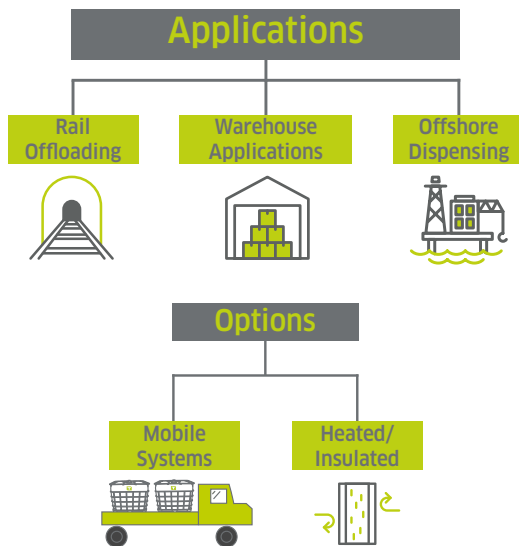 Applications
Rail
Offloading
Warehouse
Applications
Offshore
Dispensing
Options
Mobile
Systems
Heated/
Insulated